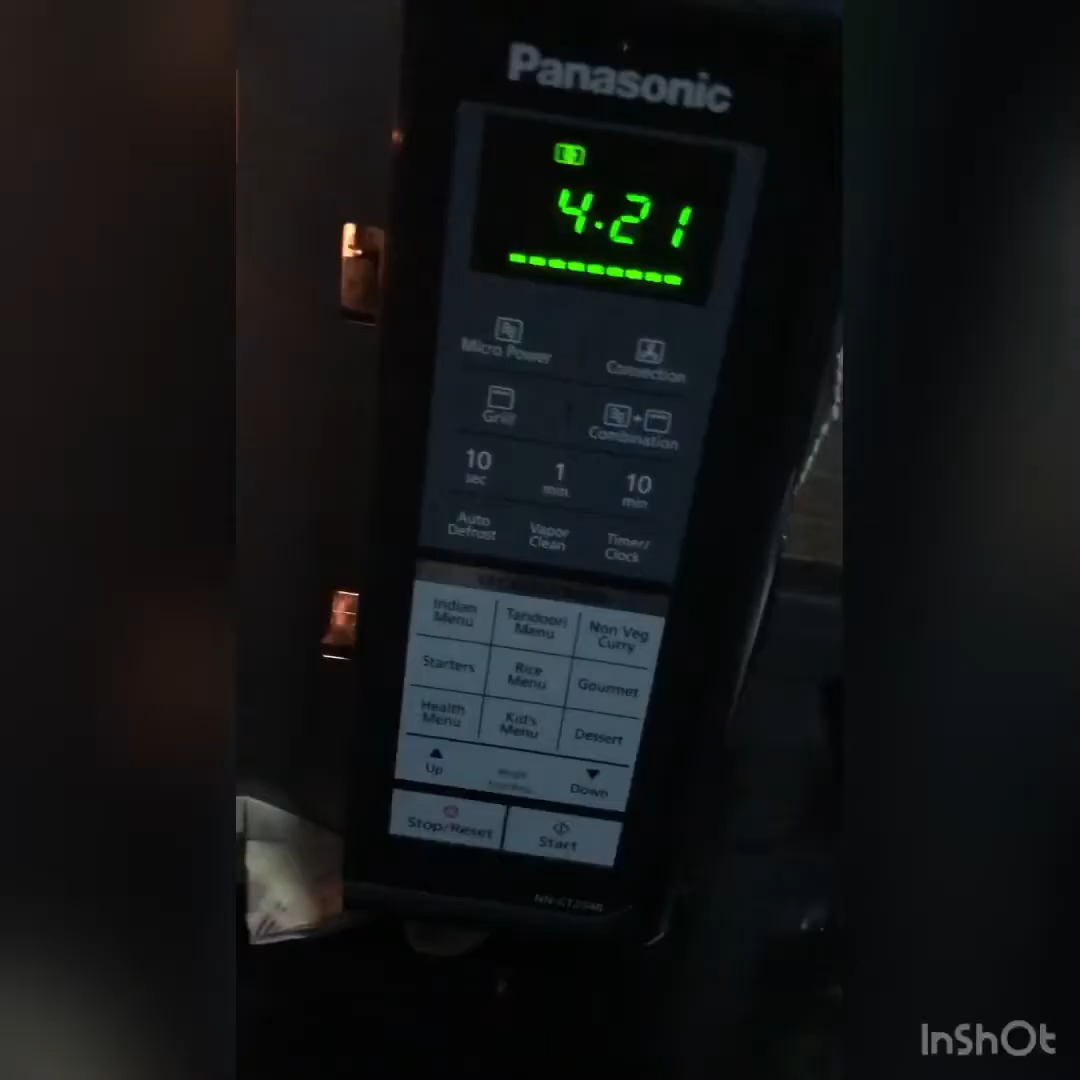 Panasonic
4.21
Micro Power
Convection
Grill
Combination
10 sec
1 min
10 min
Auto Defrost
Vapor Clean
Timer/Clock
Indian Menu
Tandoori Menu
Non Veg Curry
Starters
Rice Menu
Gourmet
Health Menu
Kid's Menu
Dessert
Up
Down
Stop/Reset
Start
InShOt